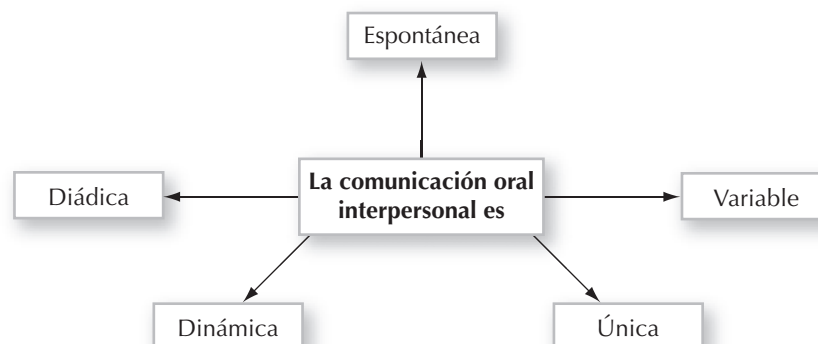 Espontánea
Diádica
La comunicación oral
interpersonal es
Variable
Dinámica
Única